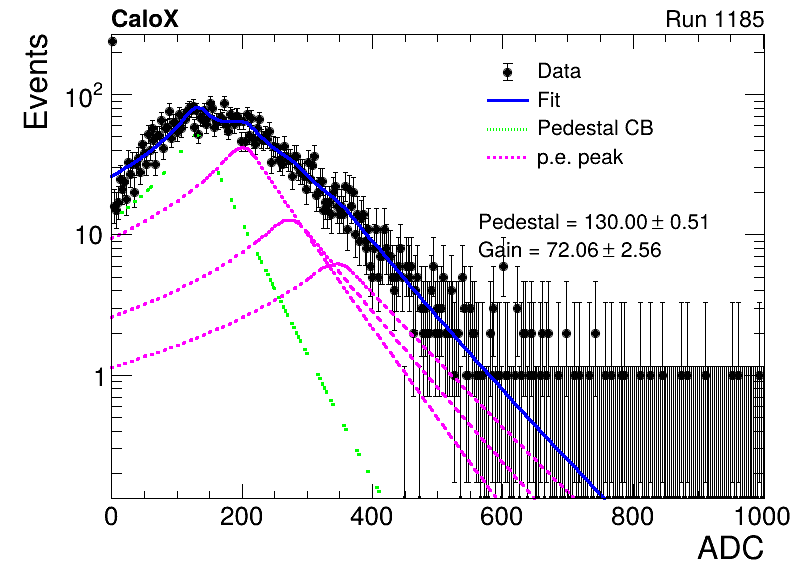 CaloX Run 1185
Events
10²
10
1
Data
Fit
Pedestal CB
p.e. peak
Pedestal = 130.00 ± 0.51
Gain = 72.06 ± 2.56
0 200 400 600 800 1000
ADC